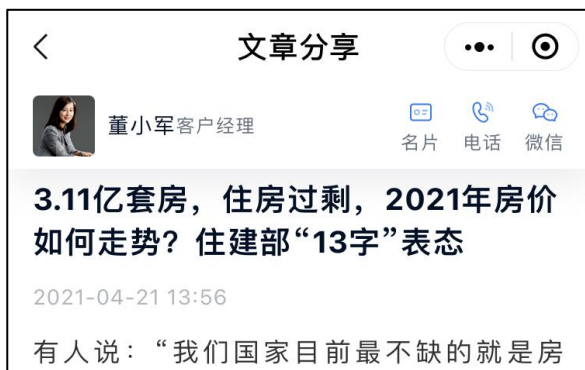 文章分享
董小军客户经理
名片 电话 微信
3.11亿套房，住房过剩，2021年房价
如何走势？住建部“13字”表态
2021-04-21 13:56
有人说：“我们国家目前最不缺的就是房